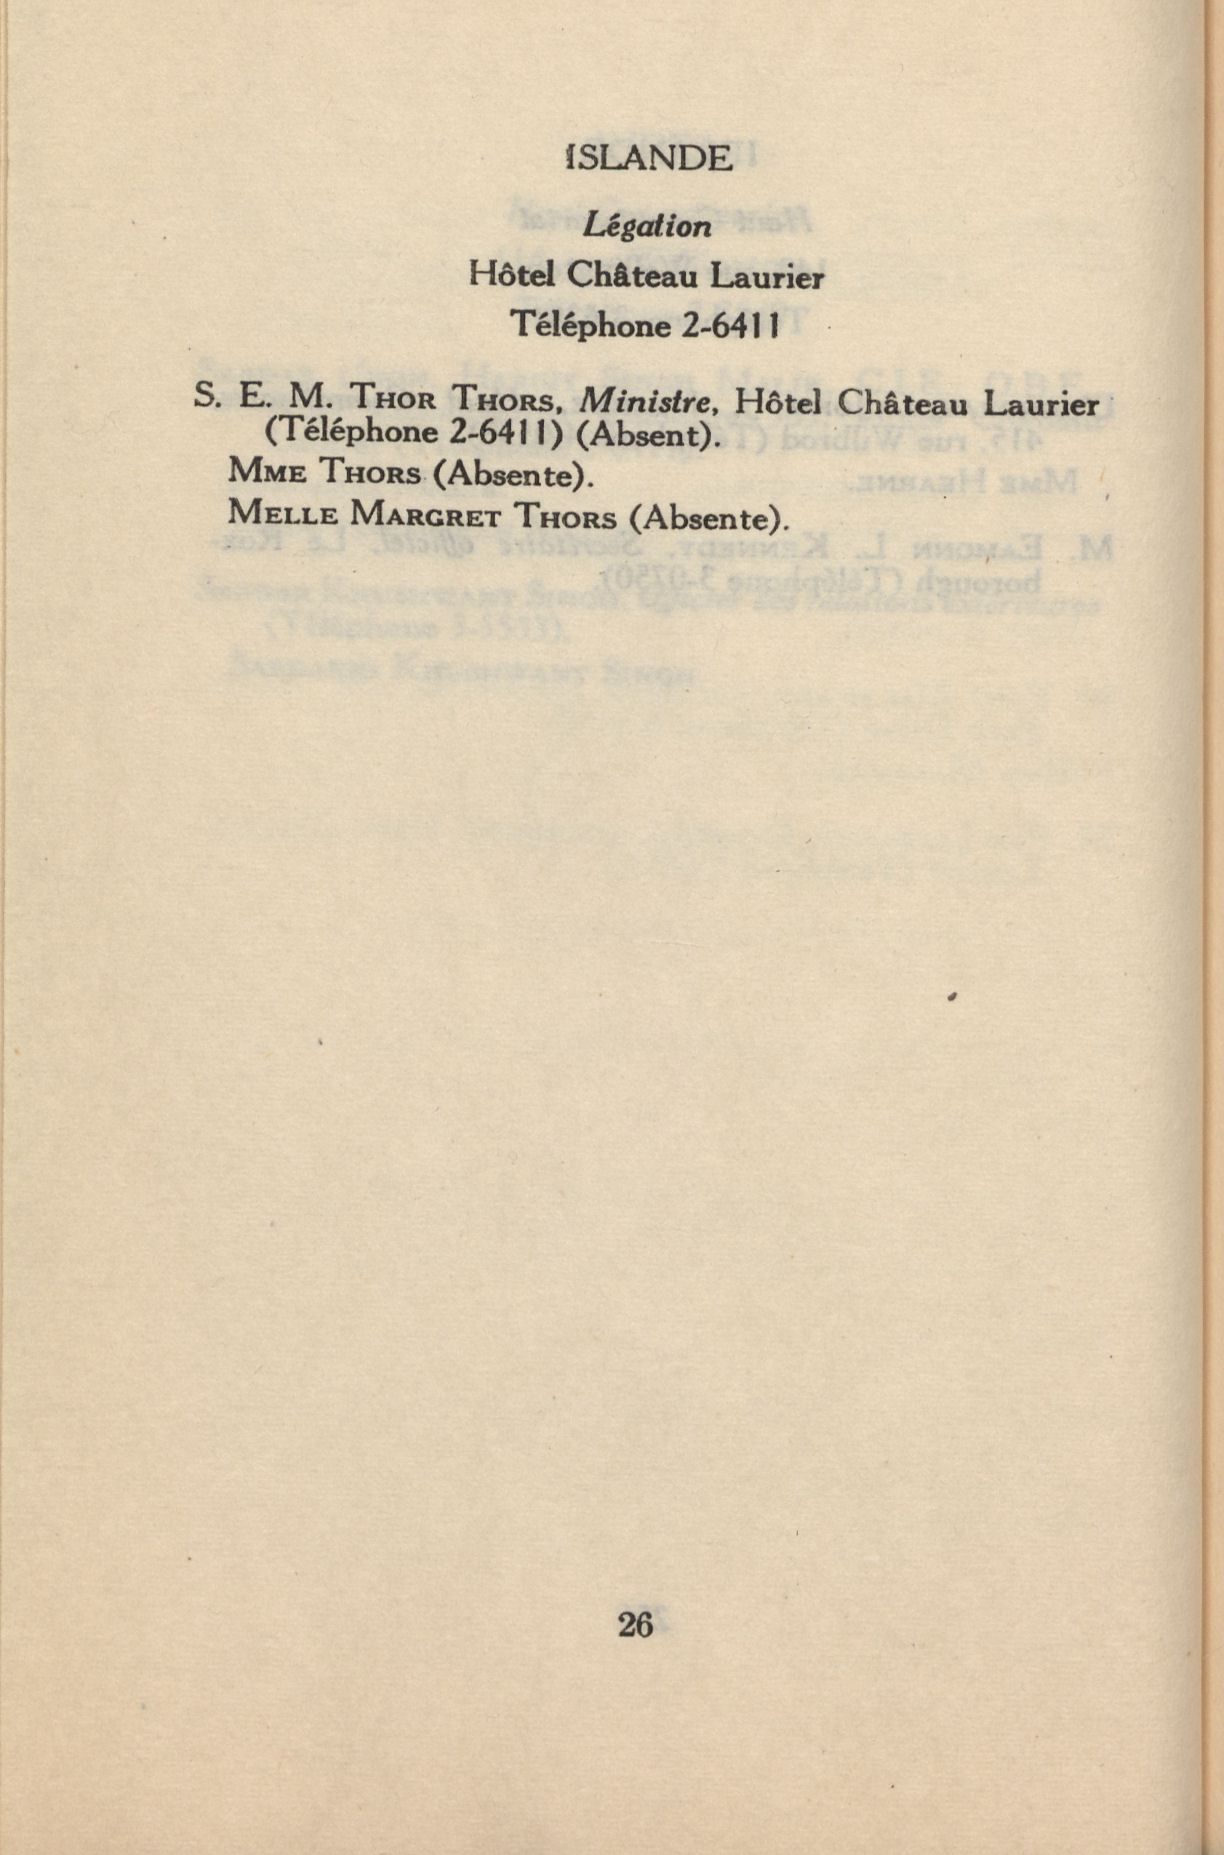 ISLANDE
Légation
Hôtel Château Laurier
Téléphone 2-6411
S. E. M. THOR THORS, Ministre, Hôtel Château Laurier
(Téléphone 2-6411) (Absent).
MME THORS (Absente).
MELLE MARGRET THORS (Absente).
26